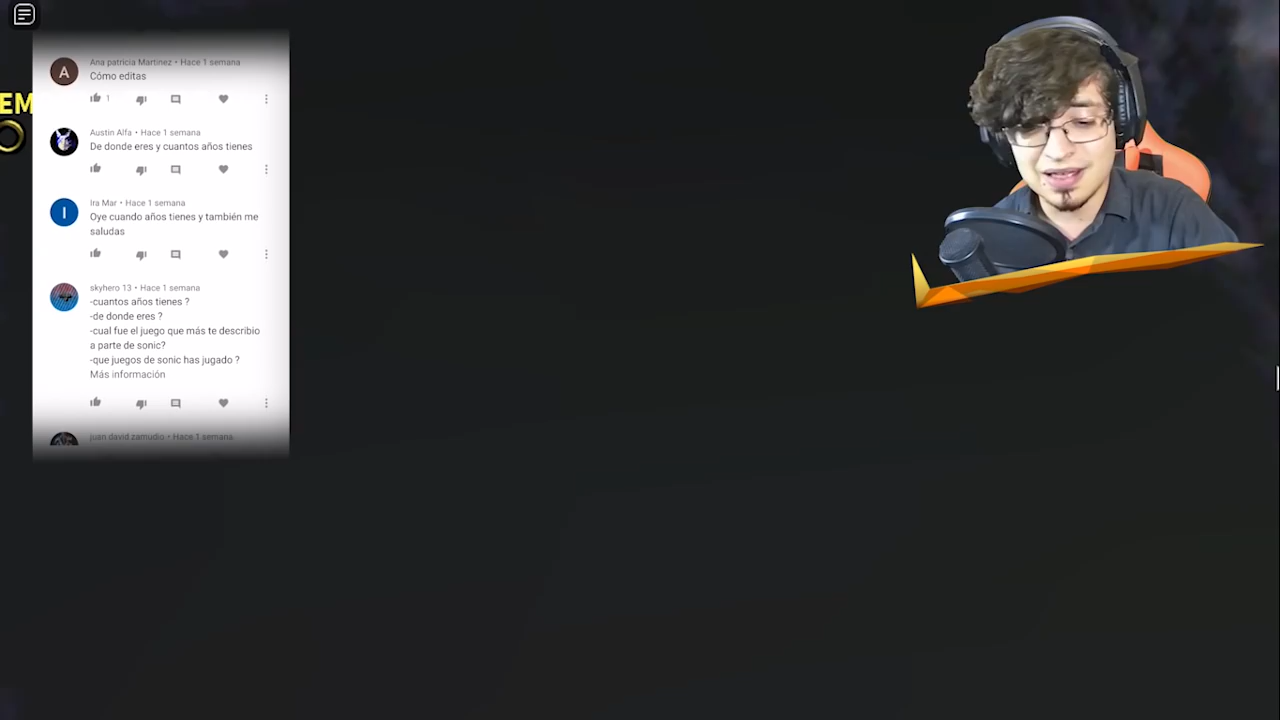 EM
Ana patricia Martinez • Hace 1 semana
Cómo editas
1
A
Austin Alfa • Hace 1 semana
De donde eres y cuantos años tienes
Ira Mar • Hace 1 semana
I
Oye cuando años tienes y también me
saludas
skyhero 13 • Hace 1 semana
-cuantos años tienes ?
-de donde eres ?
-cual fue el juego que más te describio
a parte de sonic?
-que juegos de sonic has jugado ?
Más información
juan david zamudio • Hace 1 semana